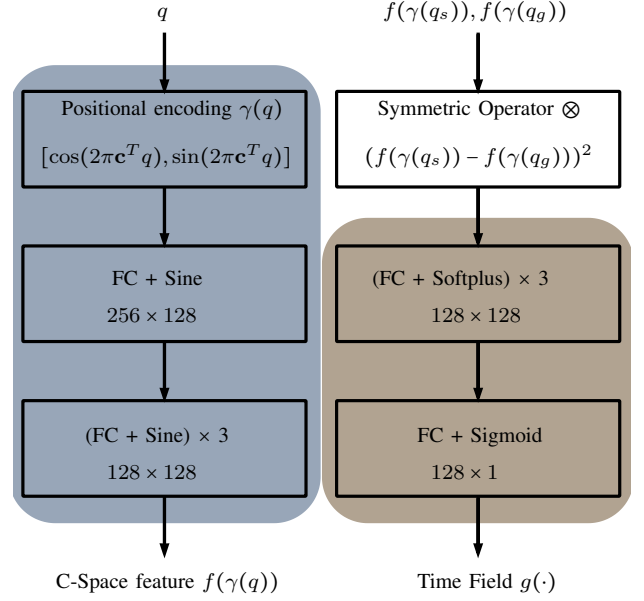 q
Positional encoding γ(q)
[cos(2πc^T q), sin(2πc^T q)]
FC + Sine
256 × 128
(FC + Sine) × 3
128 × 128
C-Space feature f(γ(q))
f(γ(q_s)), f(γ(q_g))
Symmetric Operator ⊗
(f(γ(q_s)) − f(γ(q_g)))^2
(FC + Softplus) × 3
128 × 128
FC + Sigmoid
128 × 1
Time Field g(·)